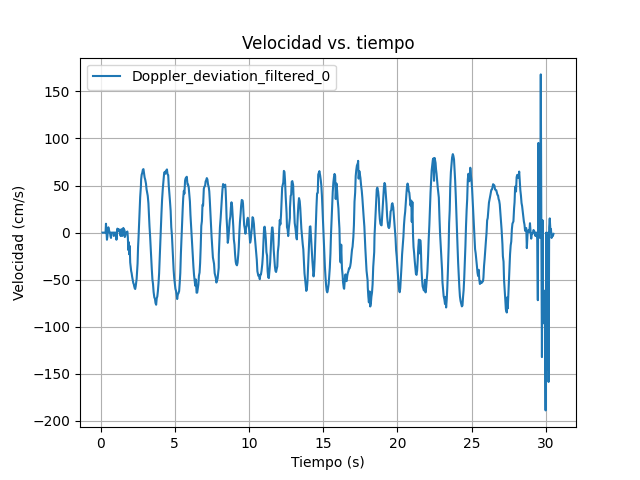 Velocidad vs. tiempo
Doppler_deviation_filtered_0
Velocidad (cm/s)
150
100
50
0
−50
−100
−150
−200
0 5 10 15 20 25 30
Tiempo (s)